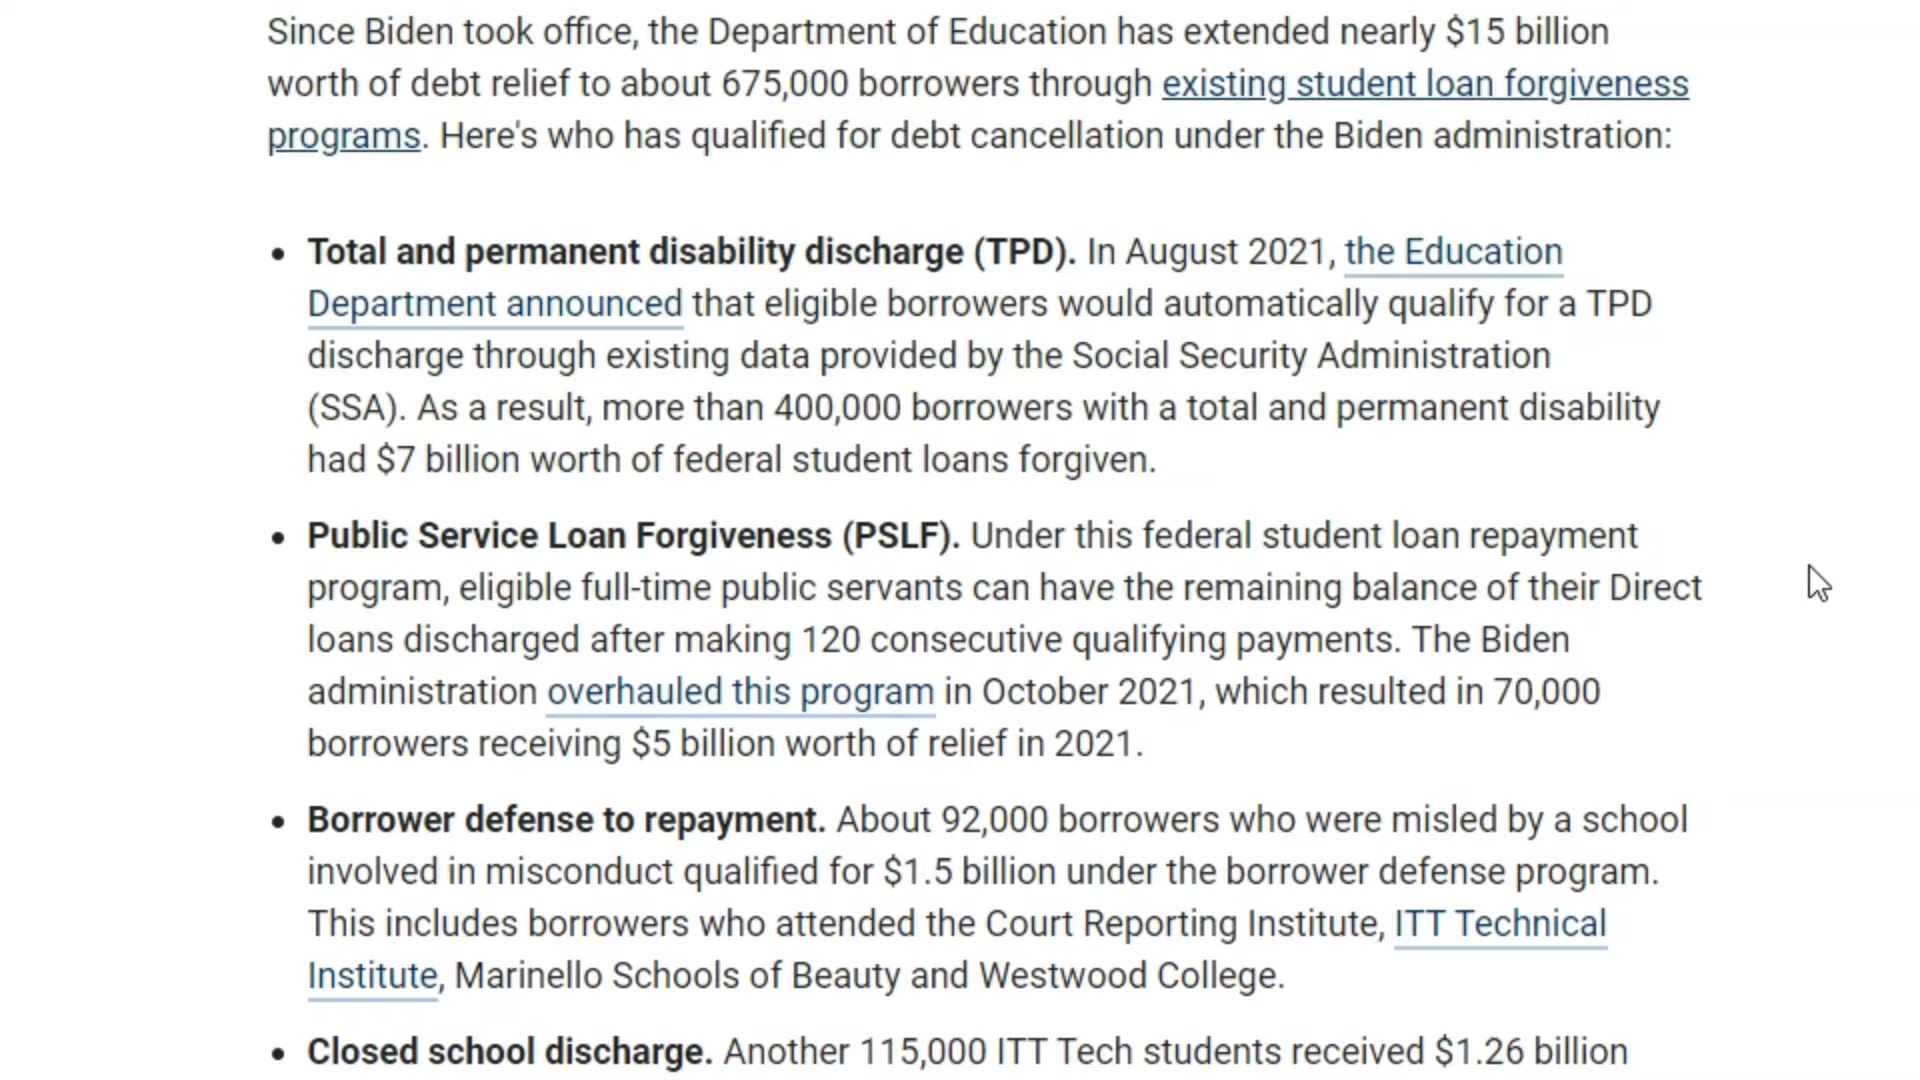 Since Biden took office, the Department of Education has extended nearly $15 billion
worth of debt relief to about 675,000 borrowers through existing student loan forgiveness
programs. Here's who has qualified for debt cancellation under the Biden administration:
• Total and permanent disability discharge (TPD). In August 2021, the Education
Department announced that eligible borrowers would automatically qualify for a TPD
discharge through existing data provided by the Social Security Administration
(SSA). As a result, more than 400,000 borrowers with a total and permanent disability
had $7 billion worth of federal student loans forgiven.
• Public Service Loan Forgiveness (PSLF). Under this federal student loan repayment
program, eligible full-time public servants can have the remaining balance of their Direct
loans discharged after making 120 consecutive qualifying payments. The Biden
administration overhauled this program in October 2021, which resulted in 70,000
borrowers receiving $5 billion worth of relief in 2021.
• Borrower defense to repayment. About 92,000 borrowers who were misled by a school
involved in misconduct qualified for $1.5 billion under the borrower defense program.
This includes borrowers who attended the Court Reporting Institute, ITT Technical
Institute, Marinello Schools of Beauty and Westwood College.
• Closed school discharge. Another 115,000 ITT Tech students received $1.26 billion